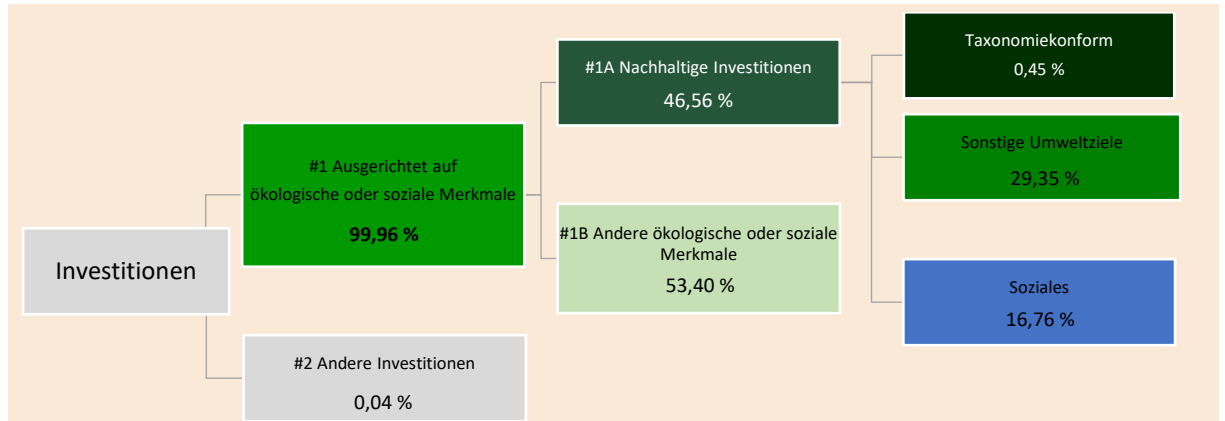 Investitionen
#1 Ausgerichtet auf
ökologische oder soziale Merkmale
99,96 %
#2 Andere Investitionen
0,04 %
#1A Nachhaltige Investitionen
46,56 %
#1B Andere ökologische oder soziale
Merkmale
53,40 %
Taxonomiekonform
0,45 %
Sonstige Umweltziele
29,35 %
Soziales
16,76 %